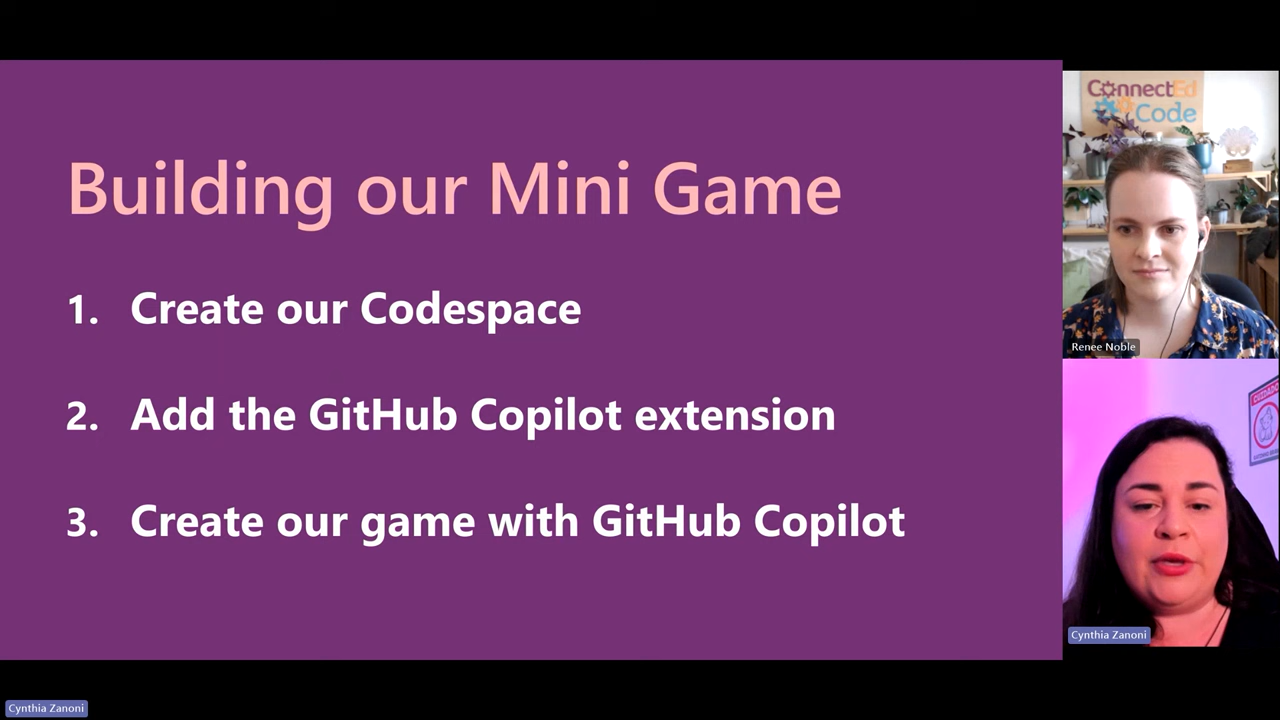 Building our Mini Game
1. Create our Codespace
2. Add the GitHub Copilot extension
3. Create our game with GitHub Copilot
ConnectEd
Code
Renee Noble
CUIDADO
Cynthia Zanoni
Cynthia Zanoni